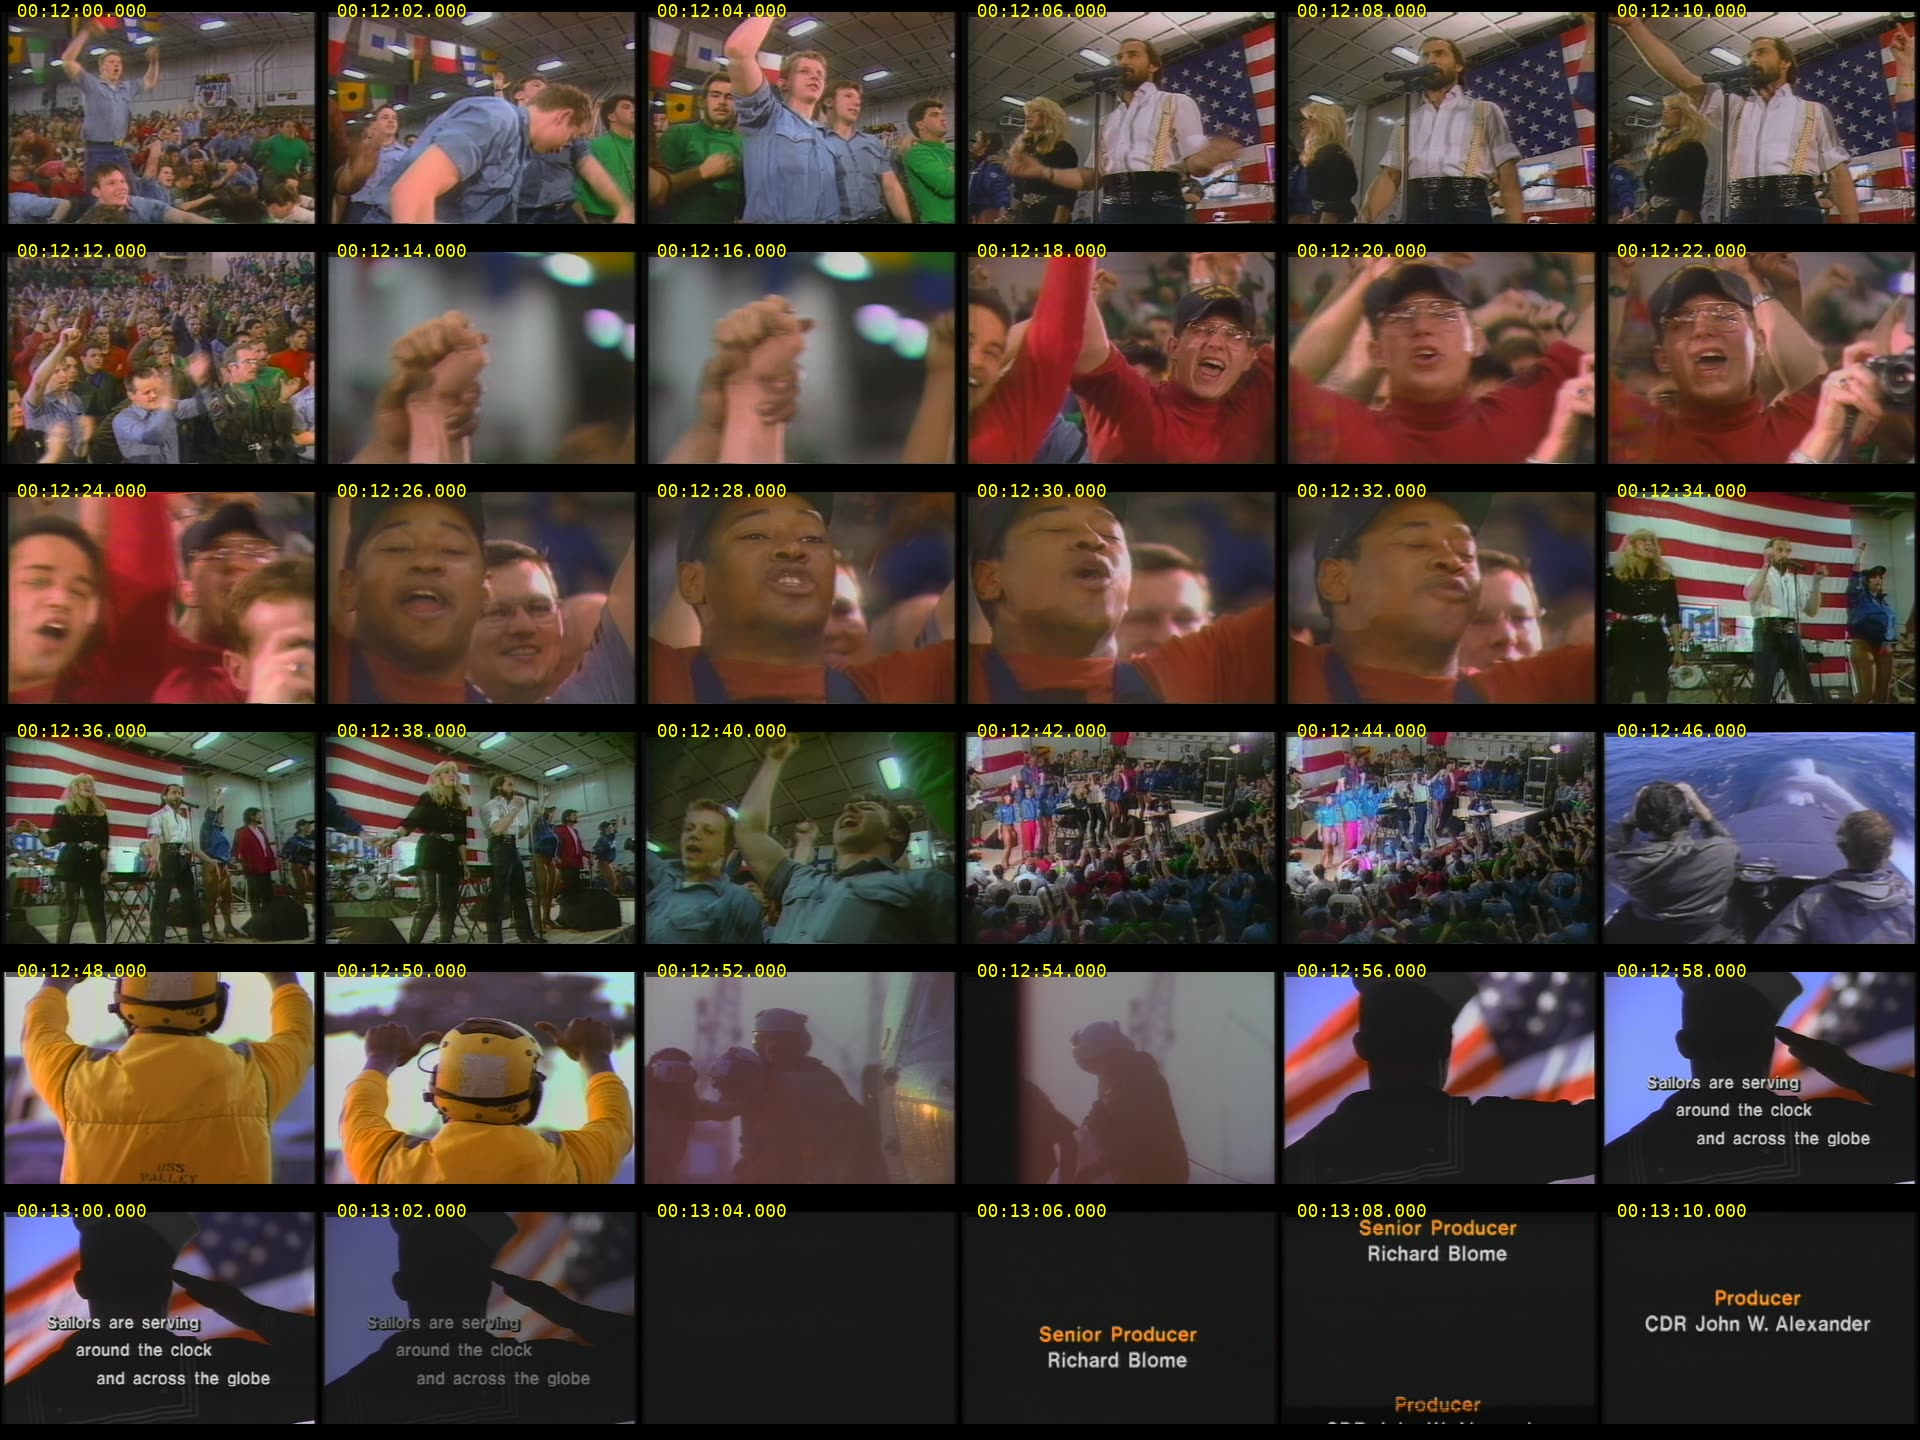 00:12:00.000
00:12:02.000
00:12:04.000
00:12:06.000
00:12:08.000
00:12:10.000
00:12:12.000
00:12:14.000
00:12:16.000
00:12:18.000
00:12:20.000
00:12:22.000
00:12:24.000
00:12:26.000
00:12:28.000
00:12:30.000
00:12:32.000
00:12:34.000
00:12:36.000
00:12:38.000
00:12:40.000
00:12:42.000
00:12:44.000
00:12:46.000
00:12:48.000
USS
VALLEY
00:12:50.000
00:12:52.000
00:12:54.000
00:12:56.000
00:12:58.000
Sailors are serving
around the clock
and across the globe
00:13:00.000
Sailors are serving
around the clock
and across the globe
00:13:02.000
Sailors are serving
around the clock
and across the globe
00:13:04.000
00:13:06.000
Senior Producer
Richard Blome
00:13:08.000
Senior Producer
Richard Blome
Producer
00:13:10.000
Producer
CDR John W. Alexander